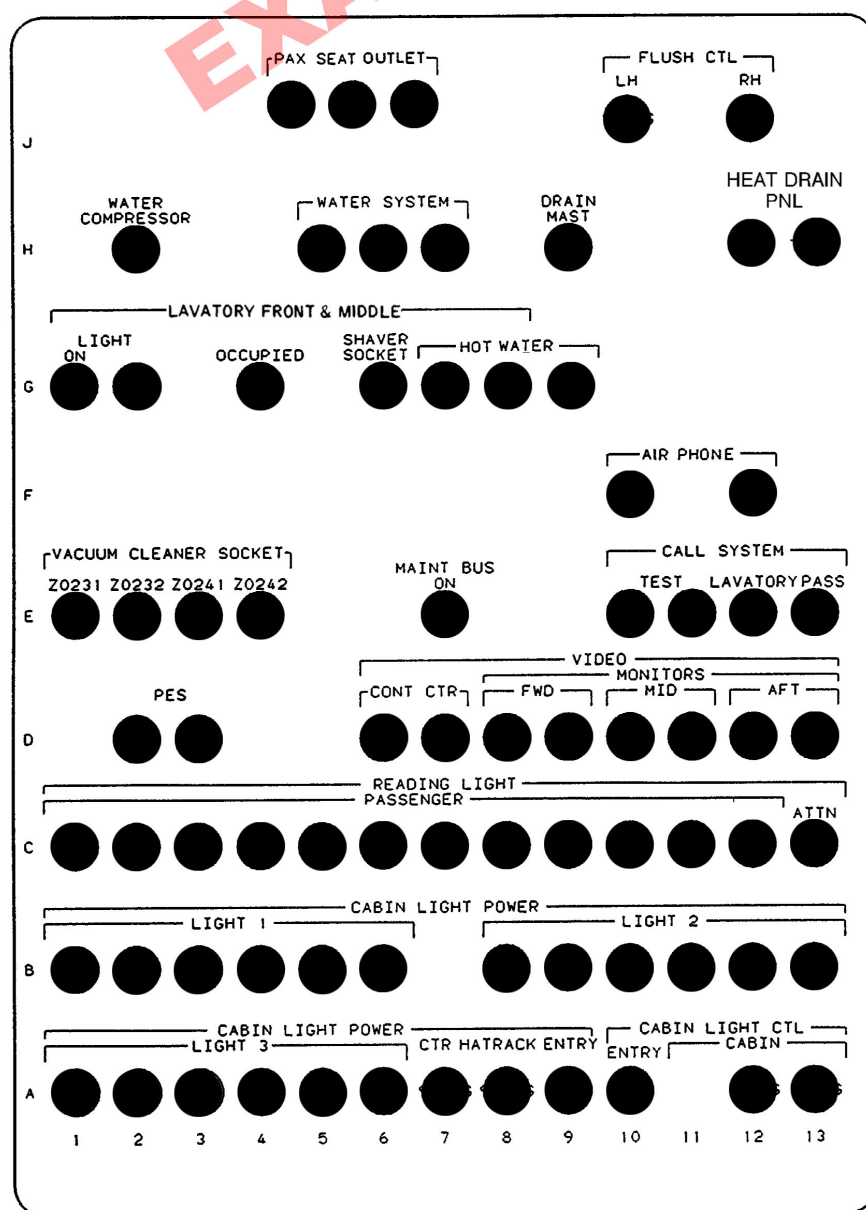 EXA
PAX SEAT OUTLET FLUSH CTL
LH RH
J
HEAT DRAIN
PNL
WATER
COMPRESSOR
WATER SYSTEM
DRAIN
MAST
H
LAVATORY FRONT & MIDDLE
LIGHT
ON
OCCUPIED
SHAVER
SOCKET
HOT WATER
G
AIR PHONE
F
VACUUM CLEANER SOCKET
Z0231 Z0232 Z0241 Z0242
MAINT BUS
ON
CALL SYSTEM
TEST LAVATORY PASS
E
VIDEO
MONITORS
PES
CONT CTR FWD MID AFT
D
READING LIGHT
PASSENGER
ATTN
C
CABIN LIGHT POWER
LIGHT 1 LIGHT 2
B
CABIN LIGHT POWER CABIN LIGHT CTL
LIGHT 3 CTR HATRACK ENTRY ENTRY CABIN
A
1 2 3 4 5 6 7 8 9 10 11 12 13